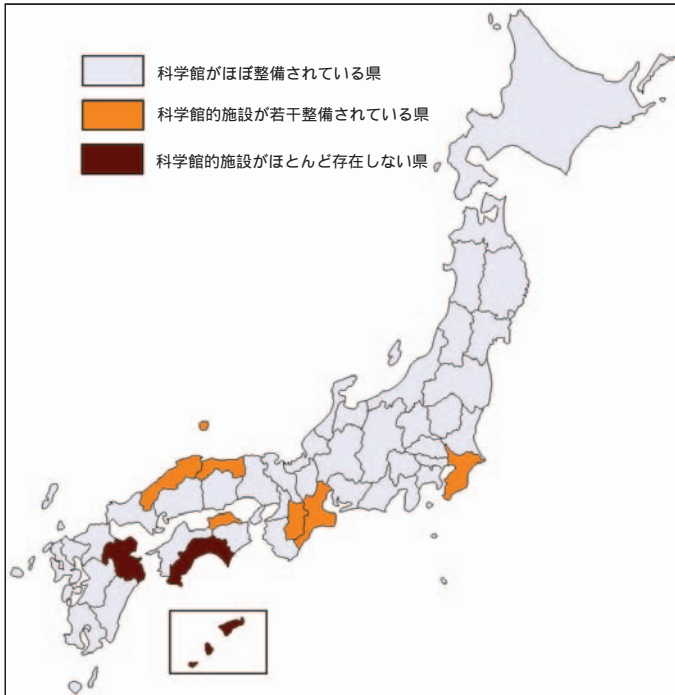 科学館がほぼ整備されている県
科学館的施設が若干整備されている県
科学館的施設がほとんど存在しない県